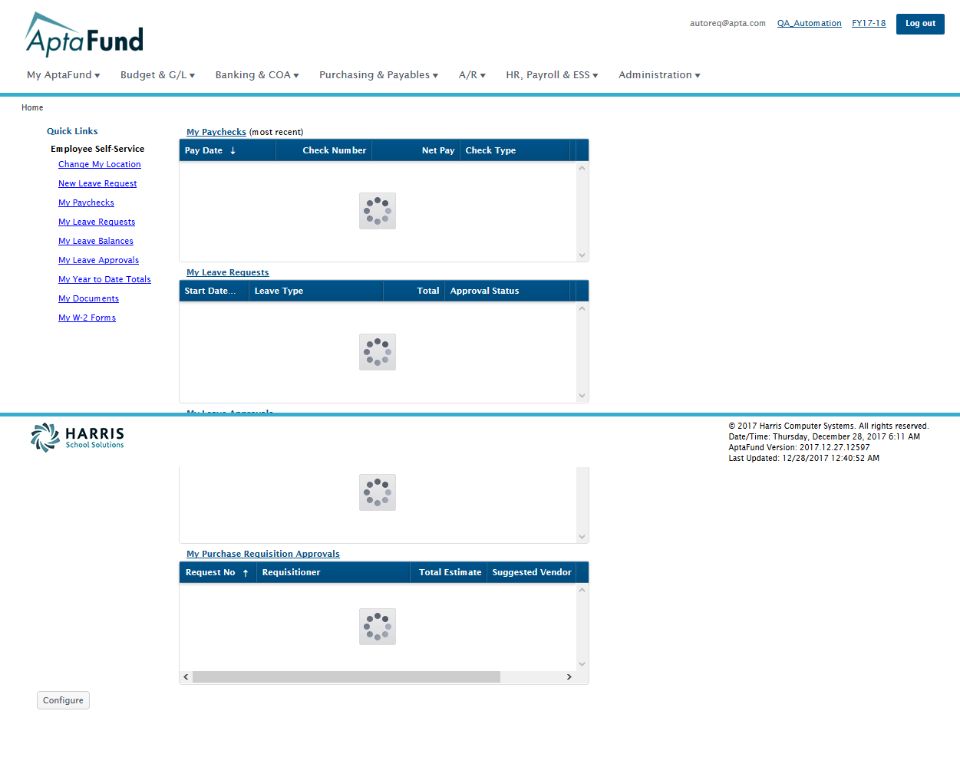 AptaFund
autoreq@apta.com QA_Automation FY17-18 Log out
My AptaFund Budget & G/L Banking & COA Purchasing & Payables A/R HR, Payroll & ESS Administration
Home
Quick Links
Employee Self-Service
Change My Location
New Leave Request
My Paychecks
My Leave Requests
My Leave Balances
My Leave Approvals
My Year to Date Totals
My Documents
My W-2 Forms
My Paychecks (most recent)
Pay Date Check Number Net Pay Check Type
My Leave Requests
Start Date... Leave Type Total Approval Status
My Leave Approvals
HARRIS
School Solutions
© 2017 Harris Computer Systems. All rights reserved.
Date/Time: Thursday, December 28, 2017 6:11 AM
AptaFund Version: 2017.12.27.12597
Last Updated: 12/28/2017 12:40:52 AM
My Purchase Requisition Approvals
Request No Requisitioner Total Estimate Suggested Vendor
Configure